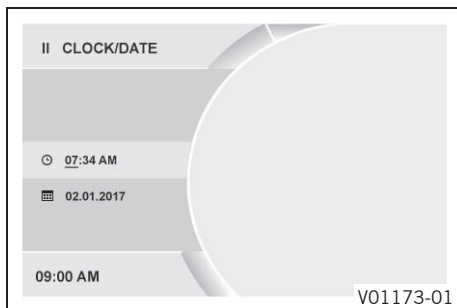 II CLOCK/DATE
07:34 AM
02.01.2017
09:00 AM
V01173-01